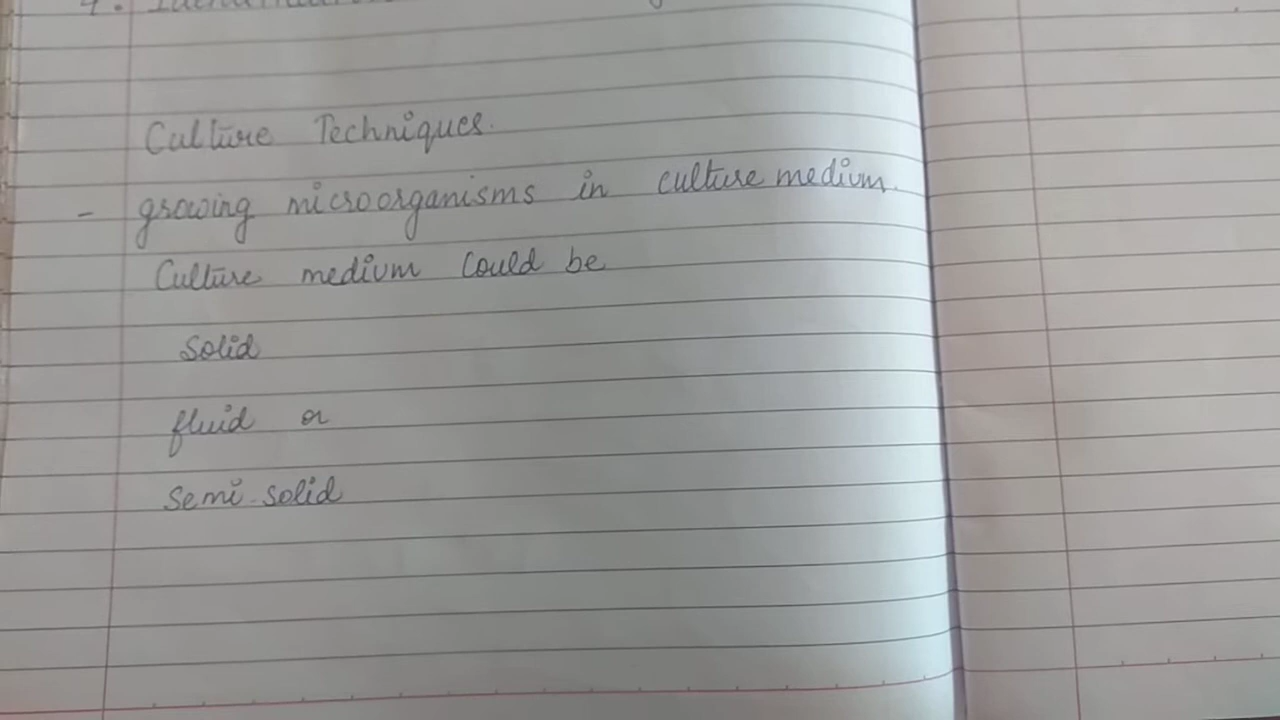 Culture Techniques.
- growing microorganisms in culture medium.
Culture medium could be
Solid
fluid or
Semi-solid